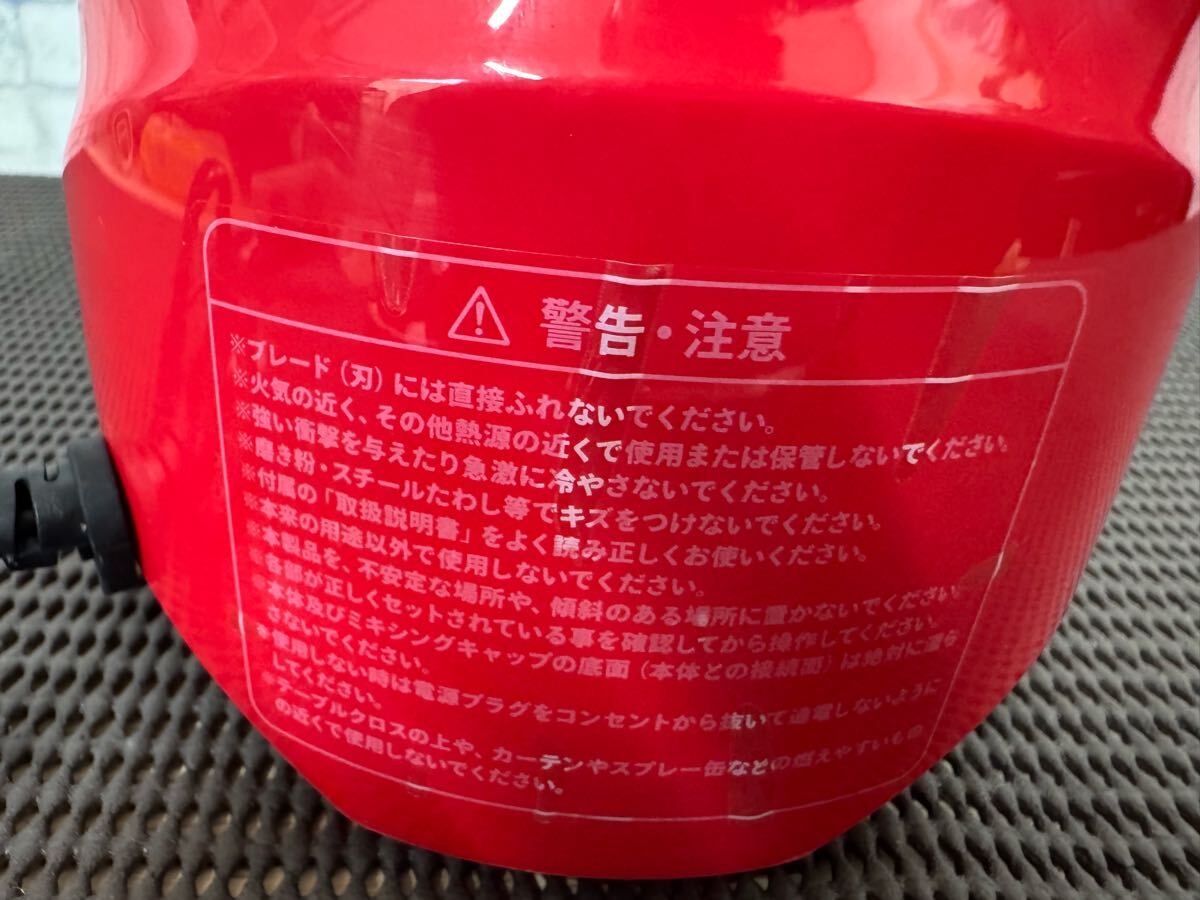 警告・注意
※ブレード（刃）には直接ふれないでください。
※火気の近く、その他熱源の近くで使用または保管しないでください。
※強い衝撃を与えたり急激に冷やさないでください。
※磨き粉・スチールたわし等でキズをつけないでください。
※付属の「取扱説明書」をよく読み正しくお使いください。
※本来の用途以外で使用しないでください。
※本製品を、不安定な場所や、傾斜のある場所に置かないでください。
※各部が正しくセットされている事を確認してから操作してください。
※本体及びミキシングキャップの底面（本体との接続面）は絶対に濡ら
さないでください。
※使用しない時は電源プラグをコンセントから抜いて通電しないように
してください。
※テーブルクロスの上や、カーテンやスプレー缶などの燃えやすいもの
の近くで使用しないでください。